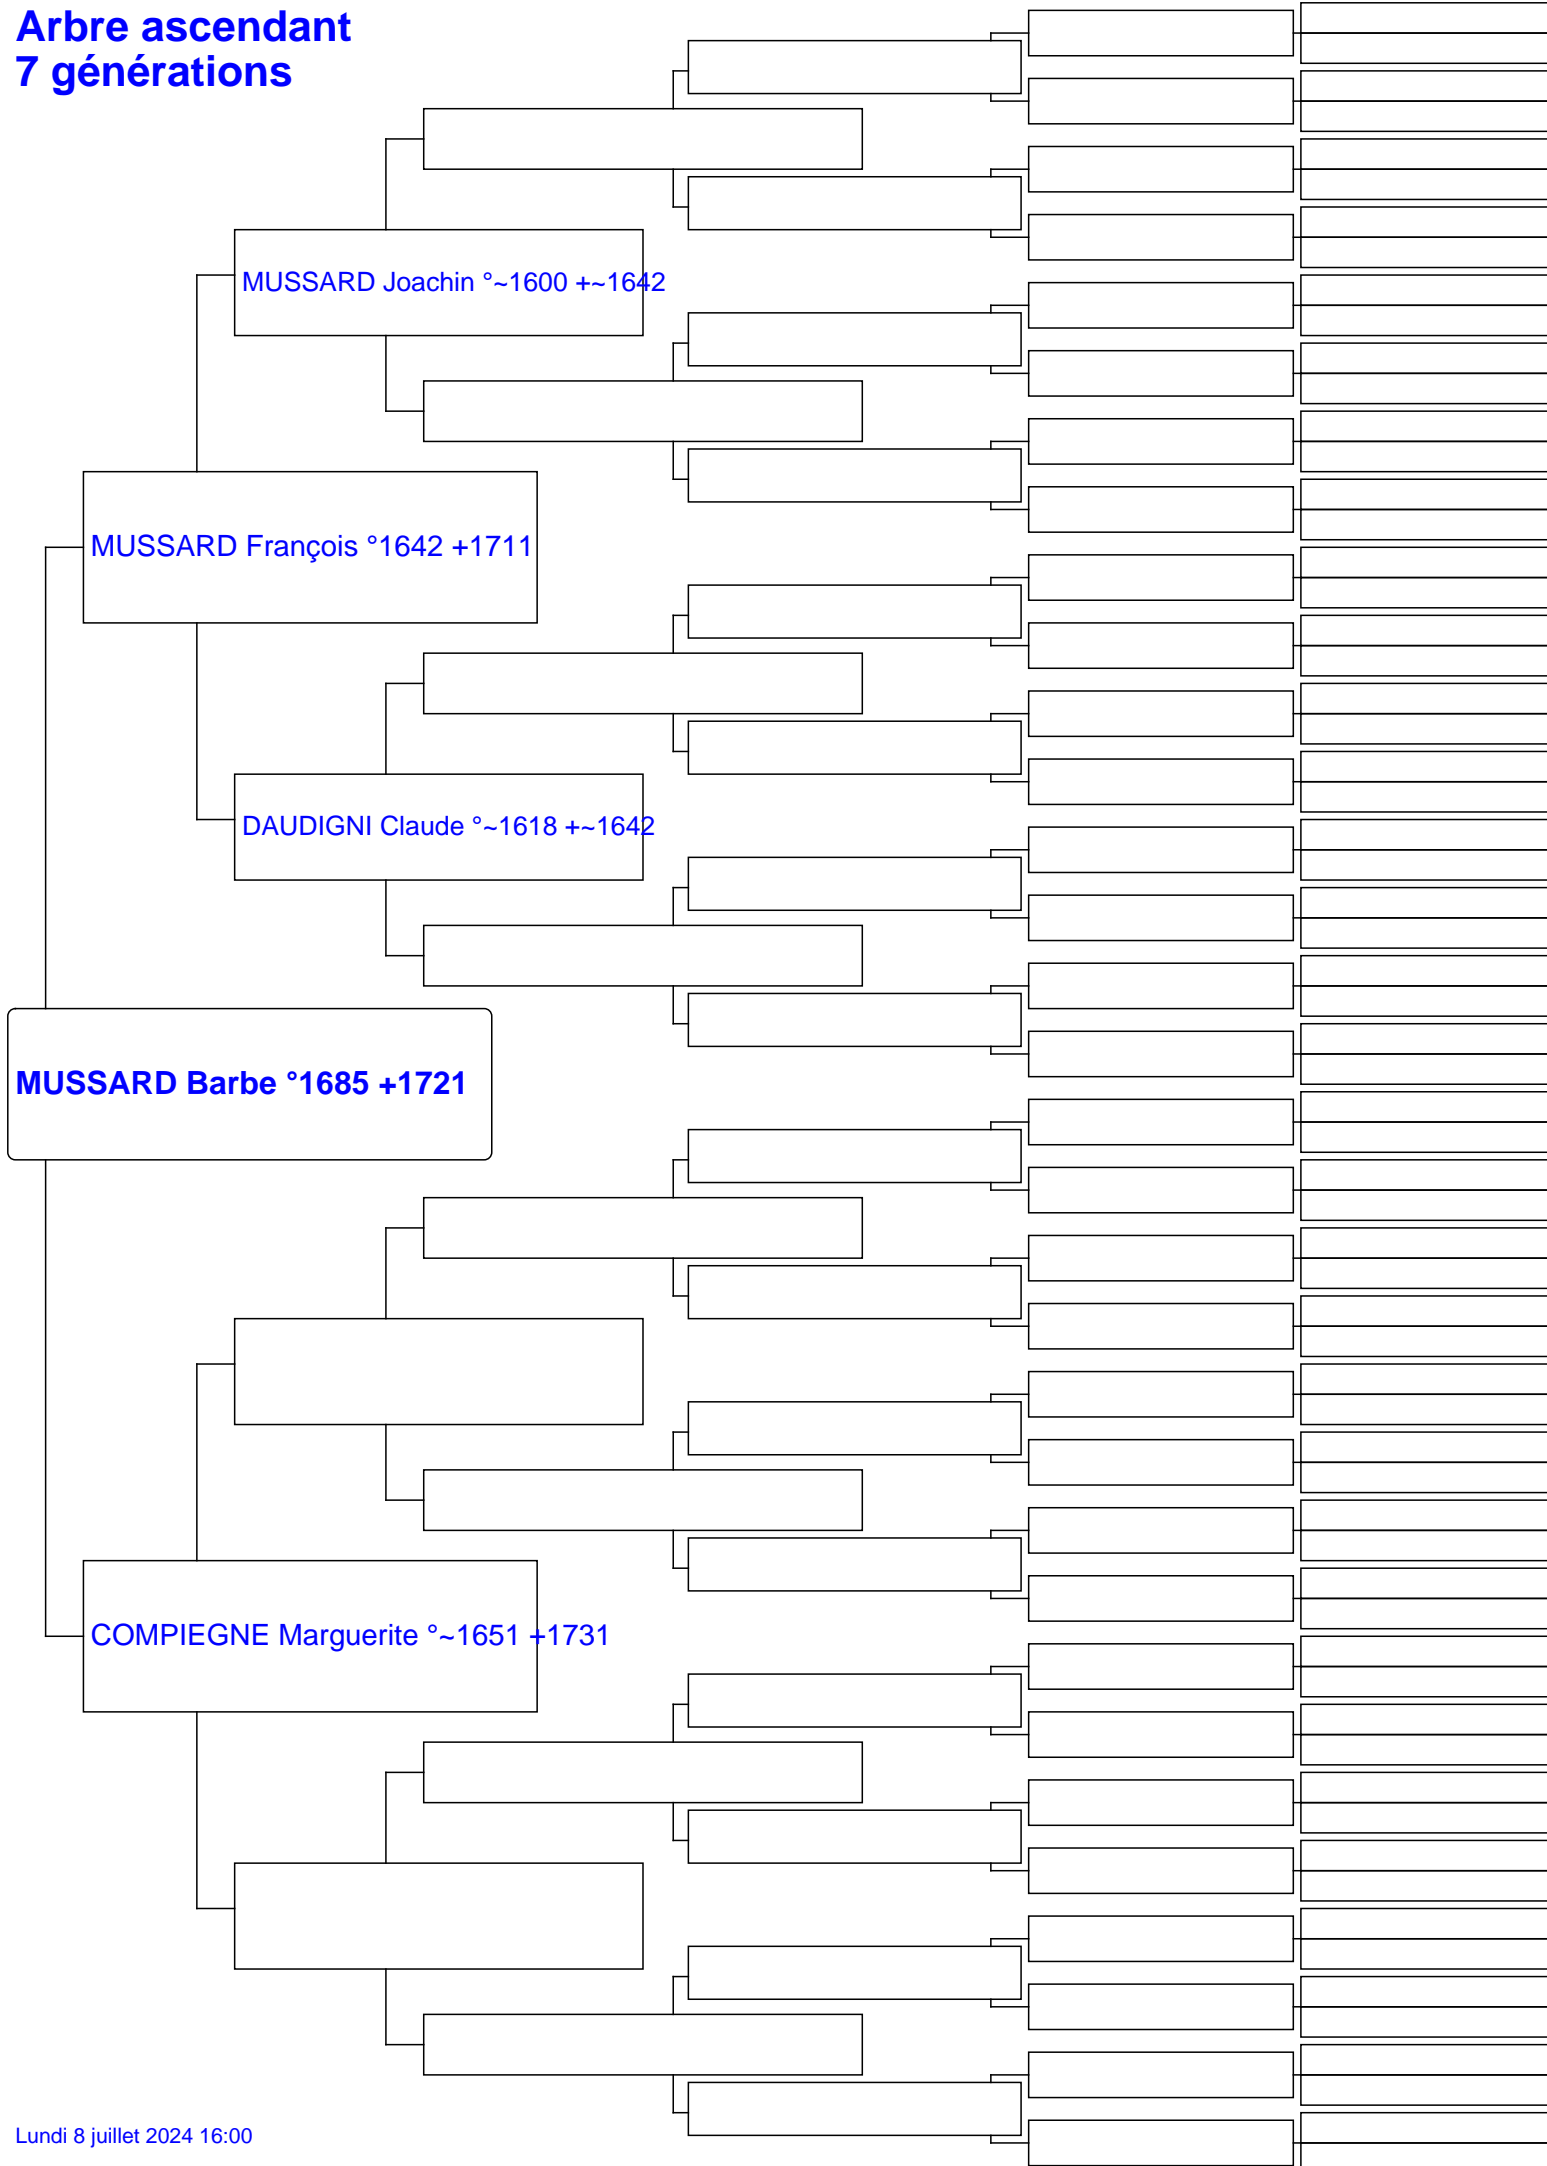 Arbre ascendant
7 générations
MUSSARD Joachin °~1600 +~1642
MUSSARD François °1642 +1711
DAUDIGNI Claude °~1618 +~1642
MUSSARD Barbe °1685 +1721
COMPIEGNE Marguerite °~1651 +1731
Lundi 8 juillet 2024 16:00